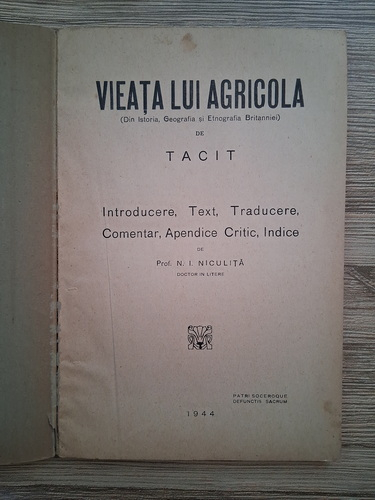 VIEAȚA LUI AGRICOLA
(Din Istoria, Geografia și Etnografia Britanniei)
DE
TACIT
Introducere, Text, Traducere,
Comentar, Apendice Critic, Indice
DE
Prof. N. I. NICULIȚĂ
DOCTOR IN LITERE
PATRI SOCEROQUE
DEFUNCTIS SACRUM
1944